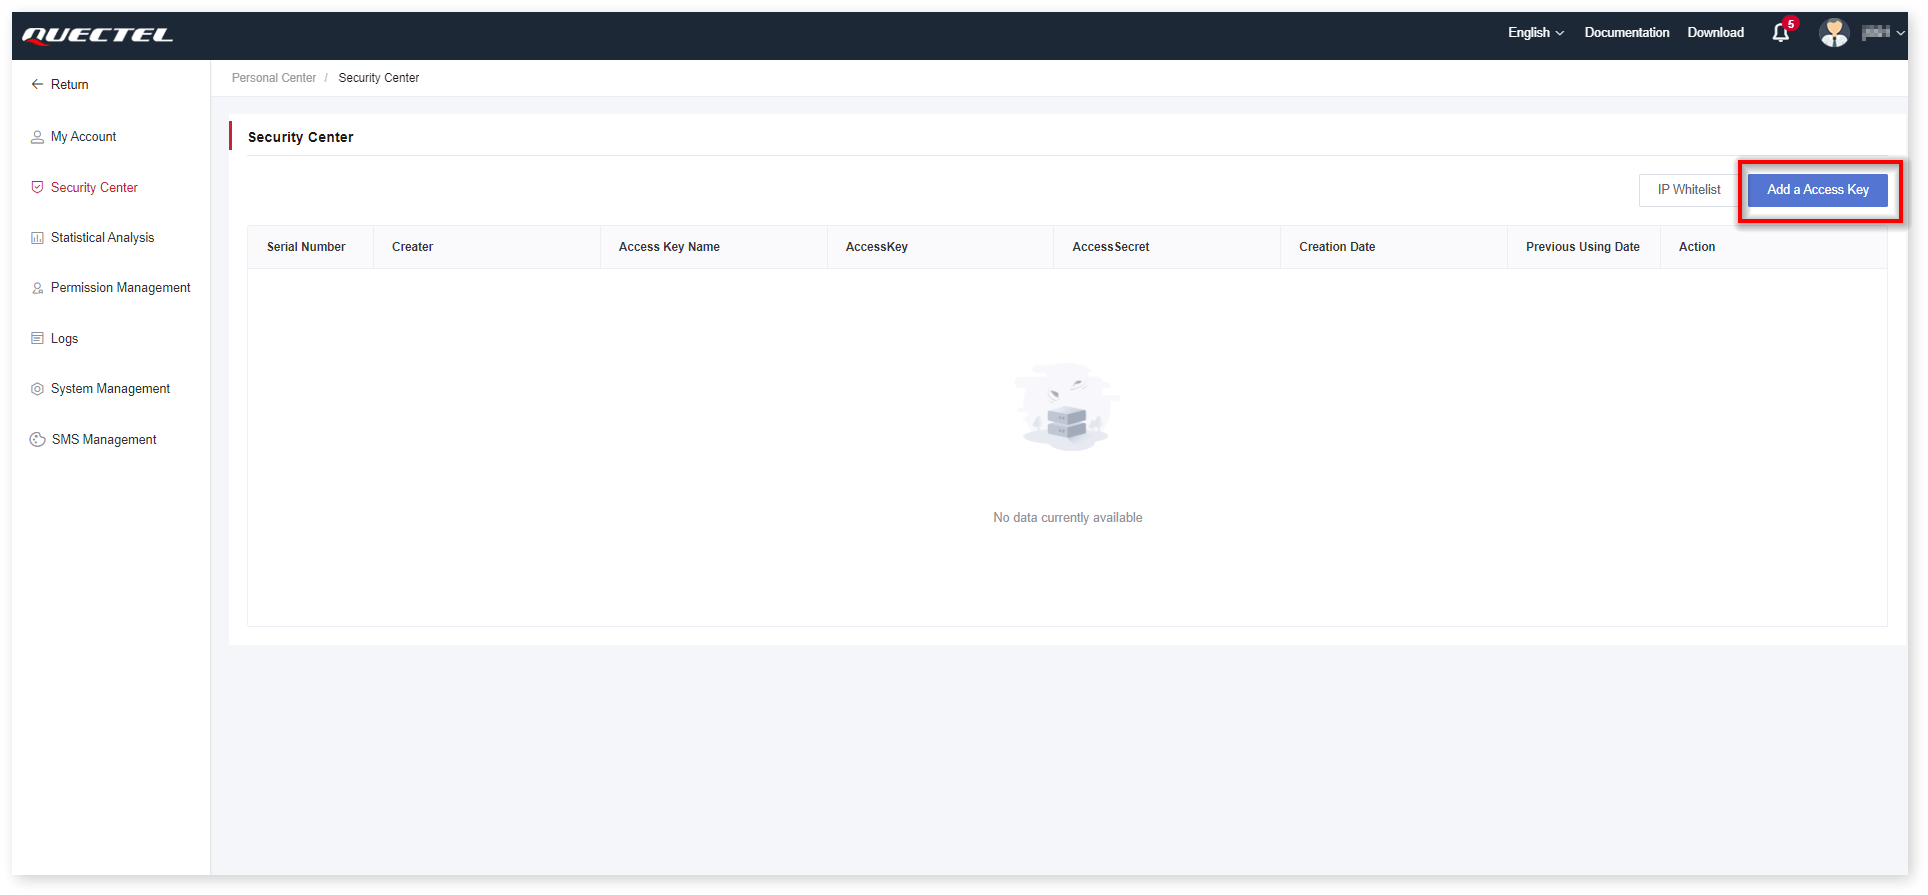 QUECTEL
English Documentation Download 5
Return
Personal Center / Security Center
My Account
Security Center
Statistical Analysis
Permission Management
Logs
System Management
SMS Management
Security Center
IP Whitelist Add a Access Key
Serial Number Creater Access Key Name AccessKey AccessSecret Creation Date Previous Using Date Action
No data currently available